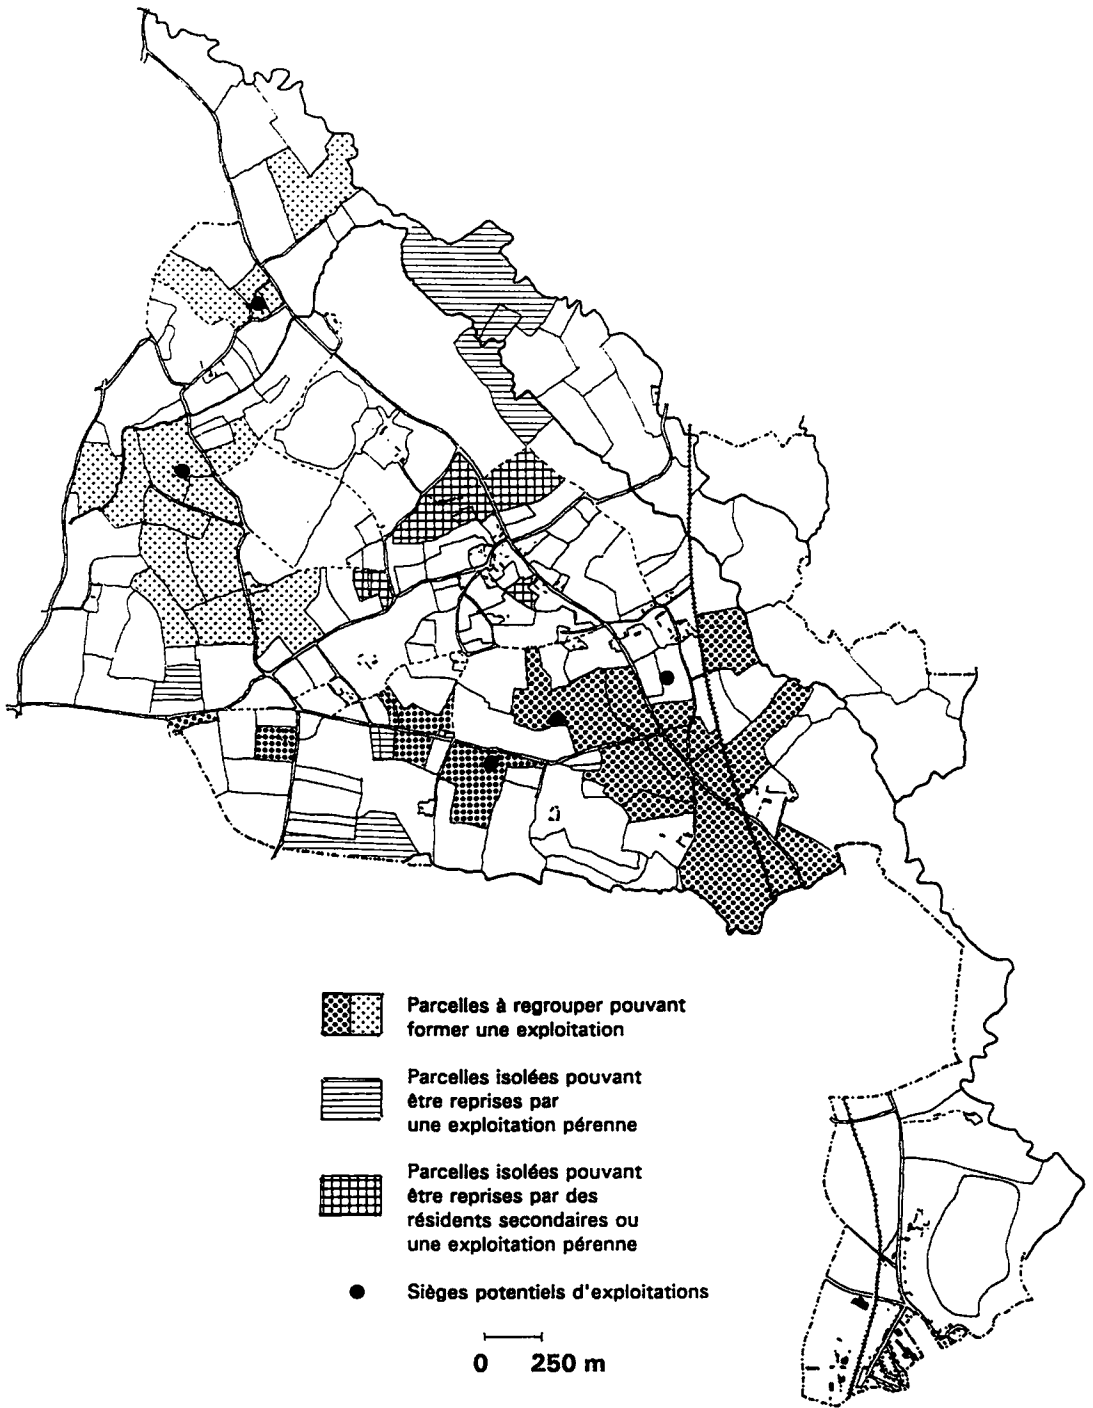 Parcelles à regrouper pouvant
former une exploitation
Parcelles isolées pouvant
être reprises par
une exploitation pérenne
Parcelles isolées pouvant
être reprises par des
résidents secondaires ou
une exploitation pérenne
Sièges potentiels d'exploitations
0 250 m